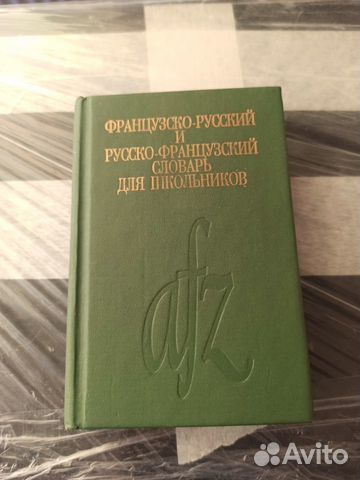 ФРАНЦУЗСКО-РУССКИЙ
И
РУССКО-ФРАНЦУЗСКИЙ
СЛОВАРЬ
ДЛЯ ШКОЛЬНИКОВ
afz
Avito